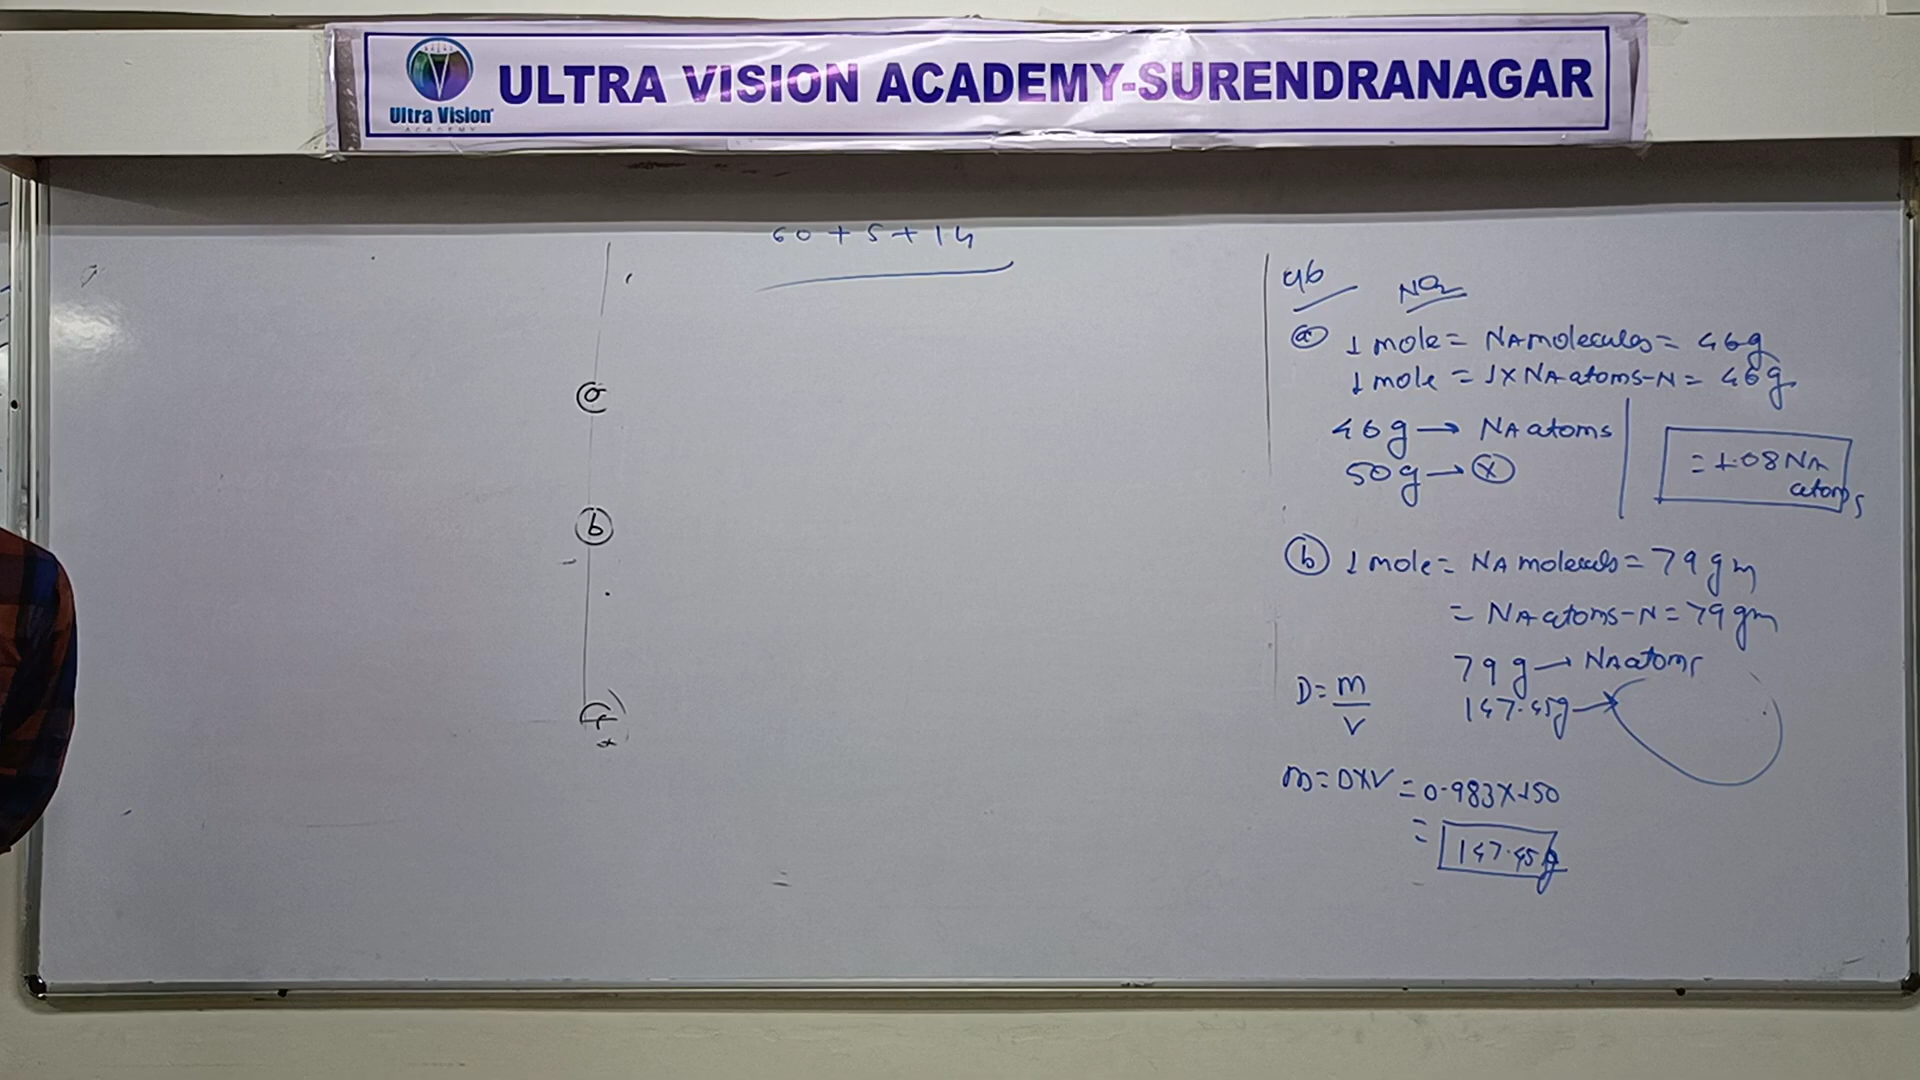 ULTRA VISION ACADEMY-SURENDRANAGAR
Ultra Vision
ACADEMY
60 + 5 + 14
a
b
46
NO2
a 1 mole = NA molecules = 46g
1 mole = 1 x NA atoms-N = 46g
46g → NA atoms
50g → x
= 1.08 NA
atoms
b 1 mole = NA molecules = 79 gm
= NA atoms-N = 79 gm
79 g → NA atoms
147.45g →
D = m
V
m = D x V = 0.983 x 150
= 147.45g